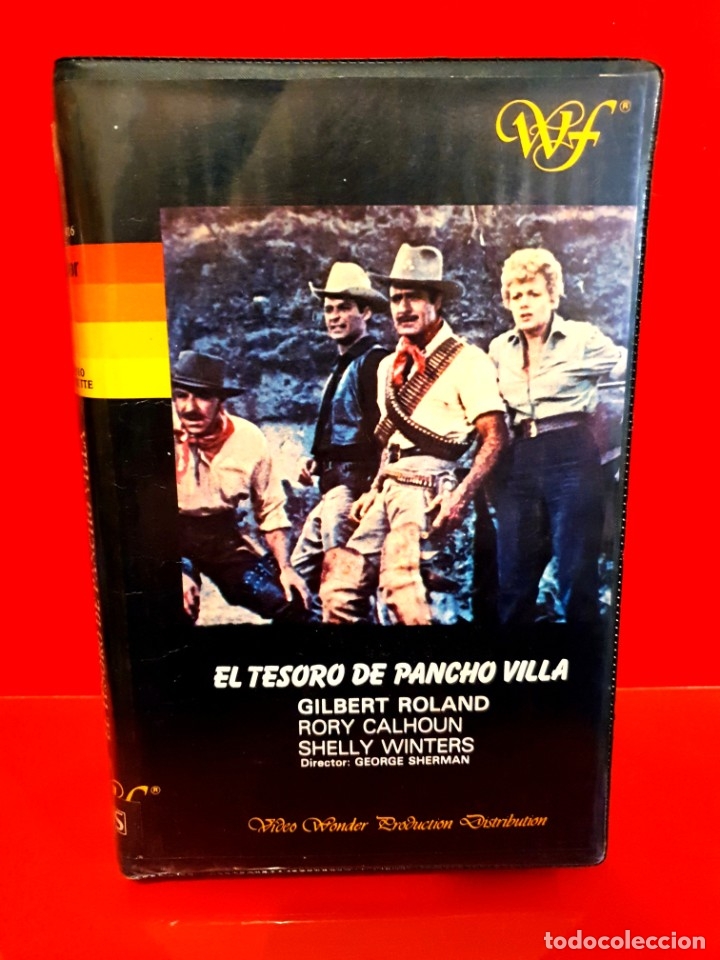 Wf®
EL TESORO DE PANCHO VILLA
GILBERT ROLAND
RORY CALHOUN
SHELLY WINTERS
Director: GEORGE SHERMAN
Video Wonder Production Distribution
todocoleccion